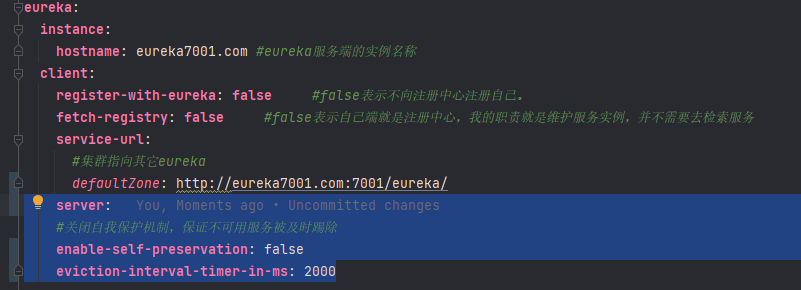 eureka:
  instance:
    hostname: eureka7001.com #eureka服务端的实例名称
  client:
    register-with-eureka: false     #false表示不向注册中心注册自己。
    fetch-registry: false     #false表示自己端就是注册中心，我的职责就是维护服务实例，并不需要去检索服务
    service-url:
      #集群指向其它eureka
      defaultZone: http://eureka7001.com:7001/eureka/
    server:   You, Moments ago • Uncommitted changes
    #关闭自我保护机制，保证不可用服务被及时踢除
    enable-self-preservation: false
    eviction-interval-timer-in-ms: 2000